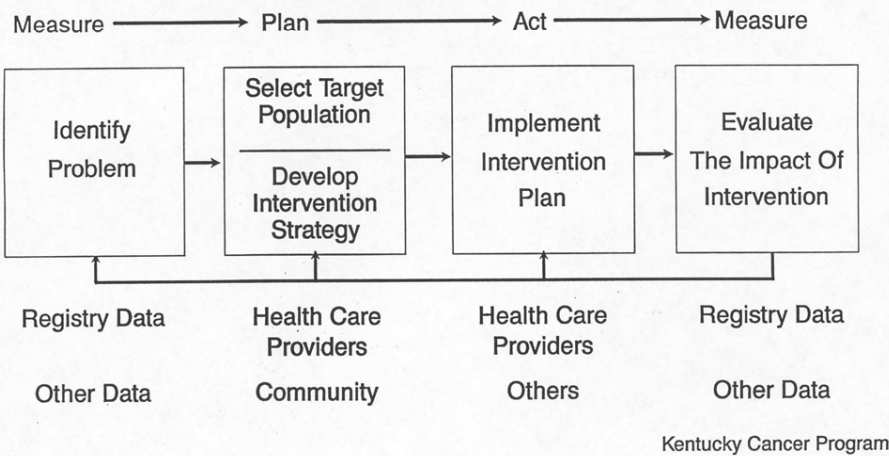 Measure Plan Act Measure
Identify
Problem
Select Target
Population
Develop
Intervention
Strategy
Implement
Intervention
Plan
Evaluate
The Impact Of
Intervention
Registry Data
Other Data
Health Care
Providers
Community
Health Care
Providers
Others
Registry Data
Other Data
Kentucky Cancer Program